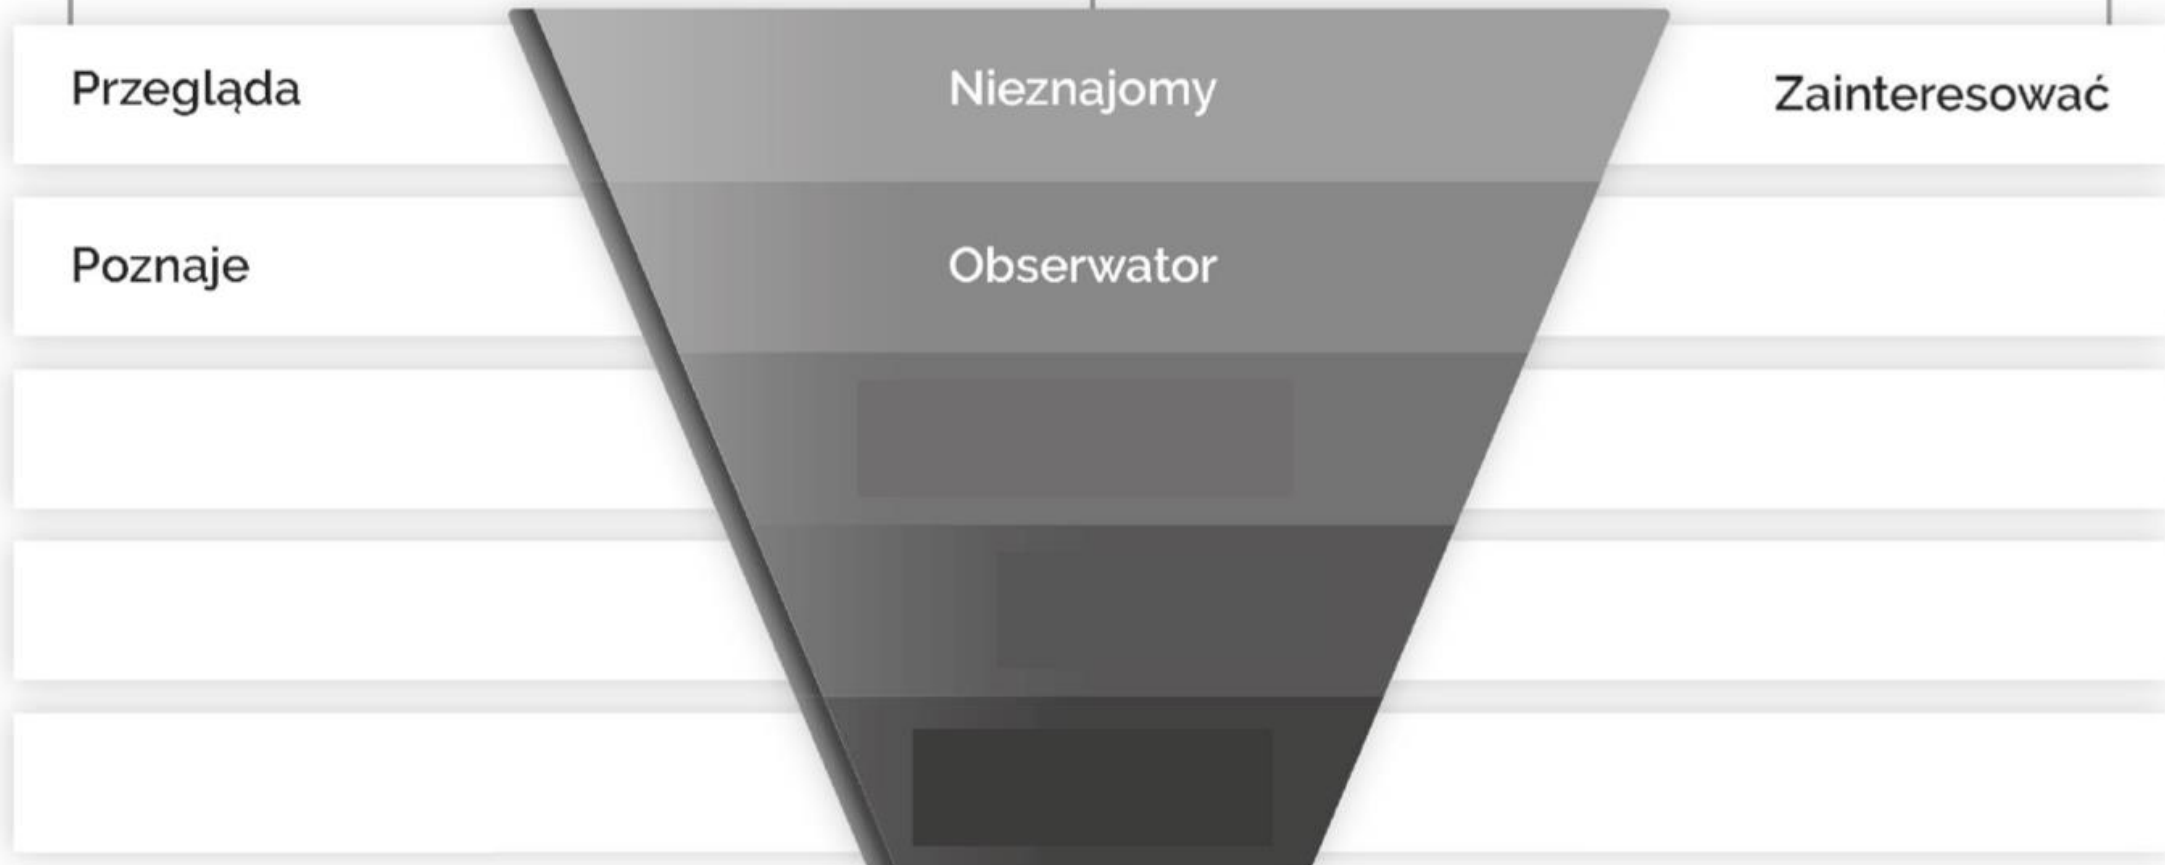 Przegląda
Nieznajomy
Zainteresować
Poznaje
Obserwator